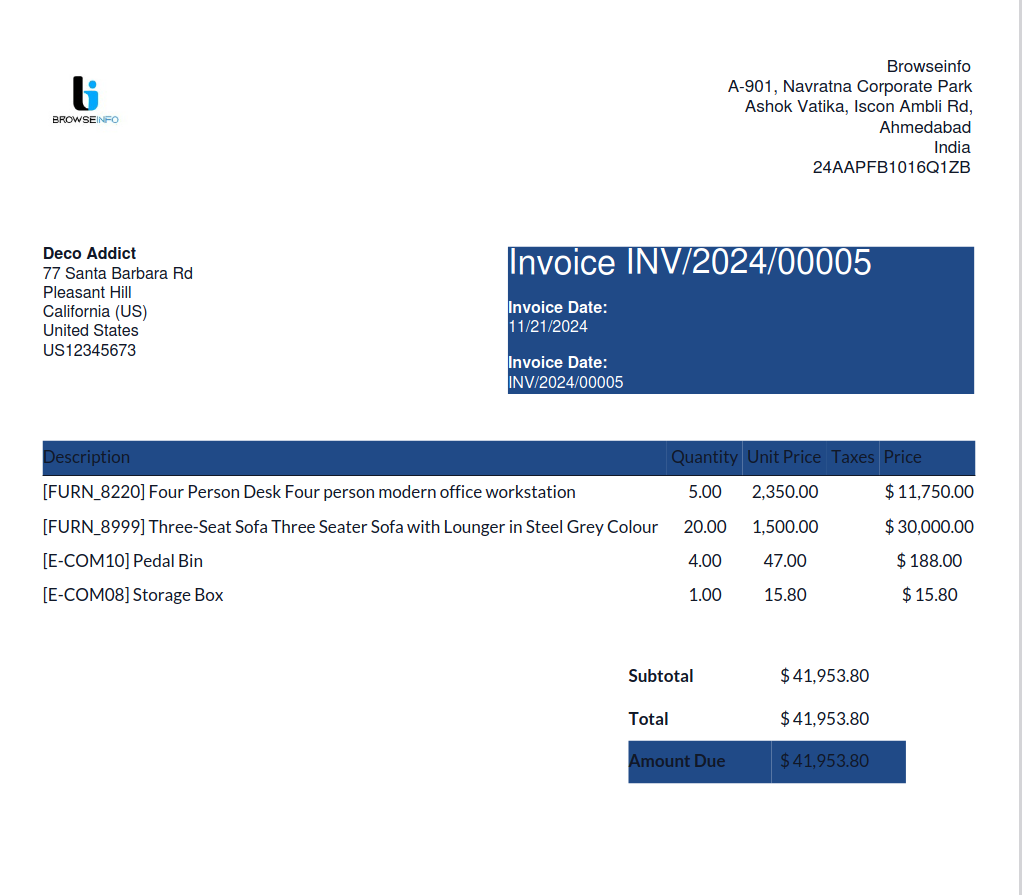 BROWSEINFO
Browseinfo
A-901, Navratna Corporate Park
Ashok Vatika, Iscon Ambli Rd,
Ahmedabad
India
24AAPFB1016Q1ZB
Deco Addict
77 Santa Barbara Rd
Pleasant Hill
California (US)
United States
US12345673
Invoice INV/2024/00005
Invoice Date:
11/21/2024
Invoice Date:
INV/2024/00005
Description Quantity Unit Price Taxes Price
[FURN_8220] Four Person Desk Four person modern office workstation 5.00 2,350.00 $ 11,750.00
[FURN_8999] Three-Seat Sofa Three Seater Sofa with Lounger in Steel Grey Colour 20.00 1,500.00 $ 30,000.00
[E-COM10] Pedal Bin 4.00 47.00 $ 188.00
[E-COM08] Storage Box 1.00 15.80 $ 15.80
Subtotal $ 41,953.80
Total $ 41,953.80
Amount Due $ 41,953.80